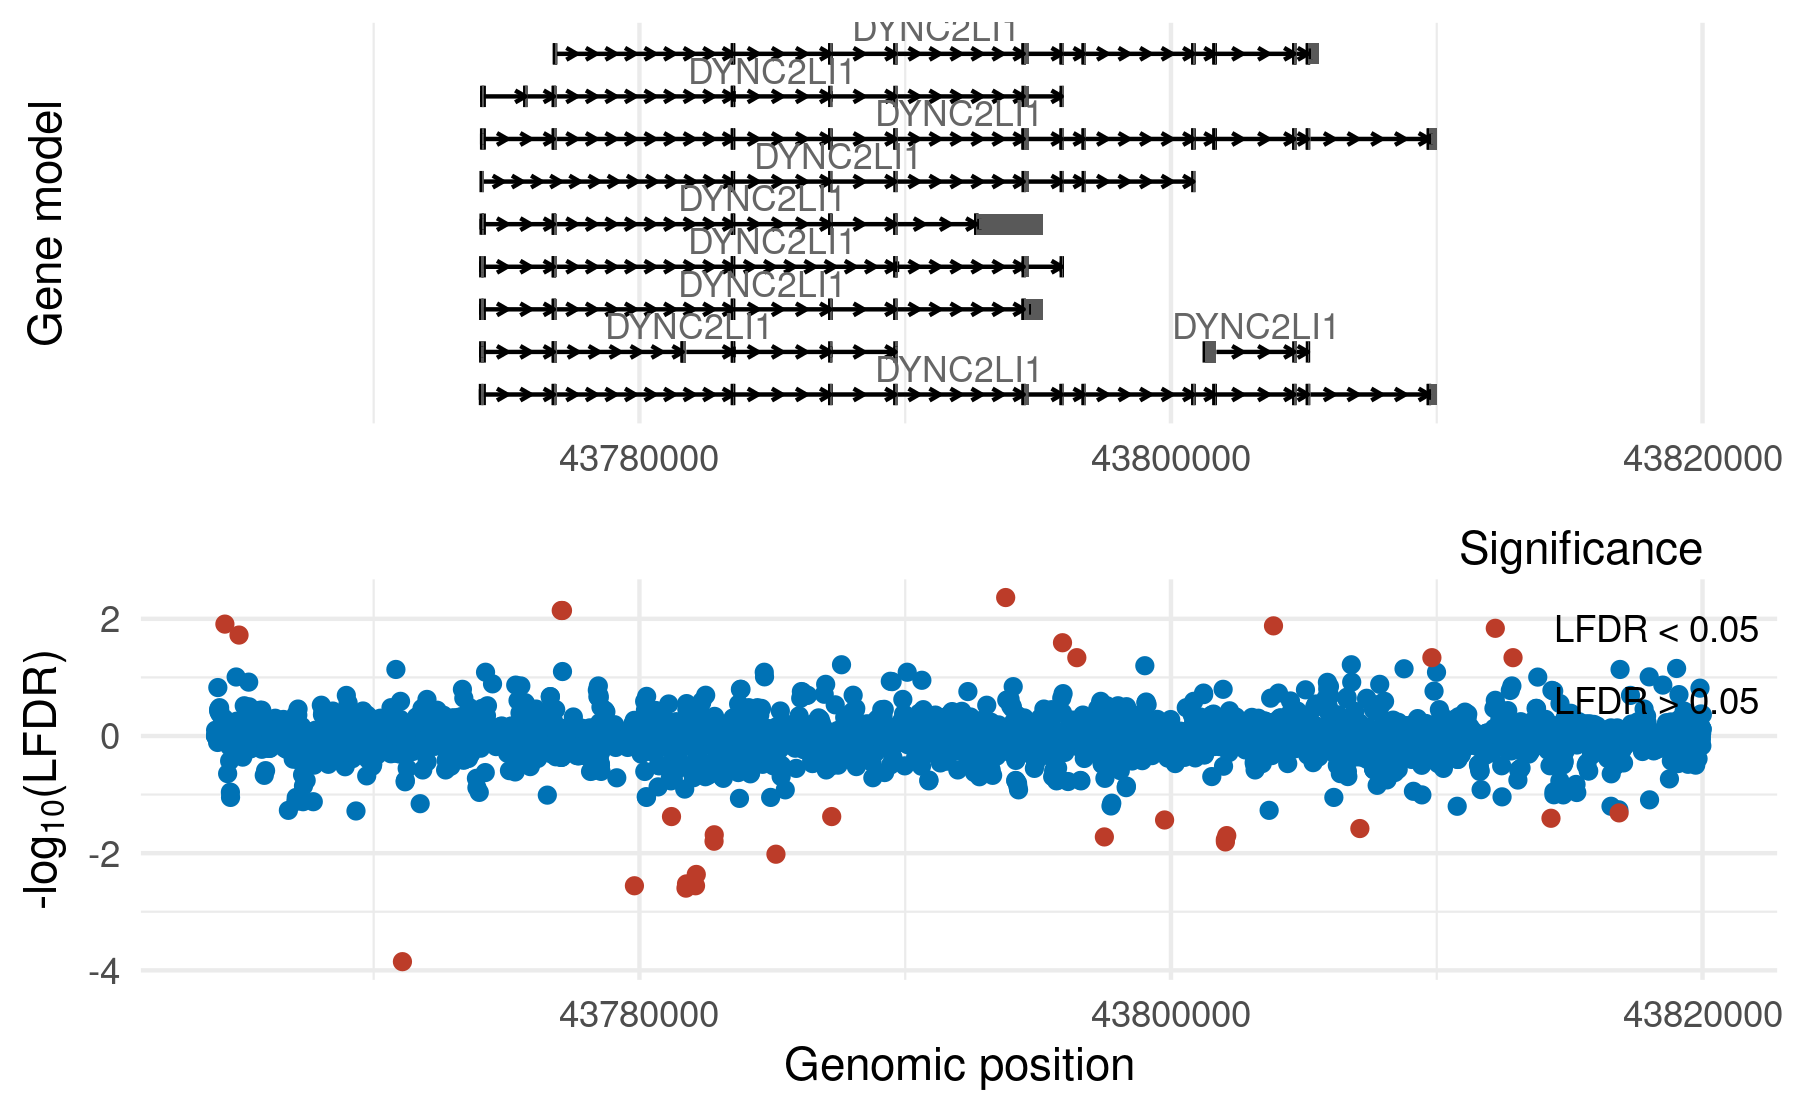 Gene model
DYNC2LI1
DYNC2LI1
DYNC2LI1
DYNC2LI1
DYNC2LI1
DYNC2LI1
DYNC2LI1
DYNC2LI1 DYNC2LI1
DYNC2LI1
43780000 43800000 43820000
Significance
LFDR < 0.05
LFDR > 0.05
-log10(LFDR)
2
0
-2
-4
43780000 43800000 43820000
Genomic position